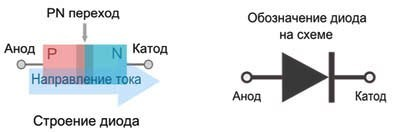 PN переход
Анод
P
N
Катод
Направление тока
Строение диода
Обозначение диода
на схеме
Анод
Катод